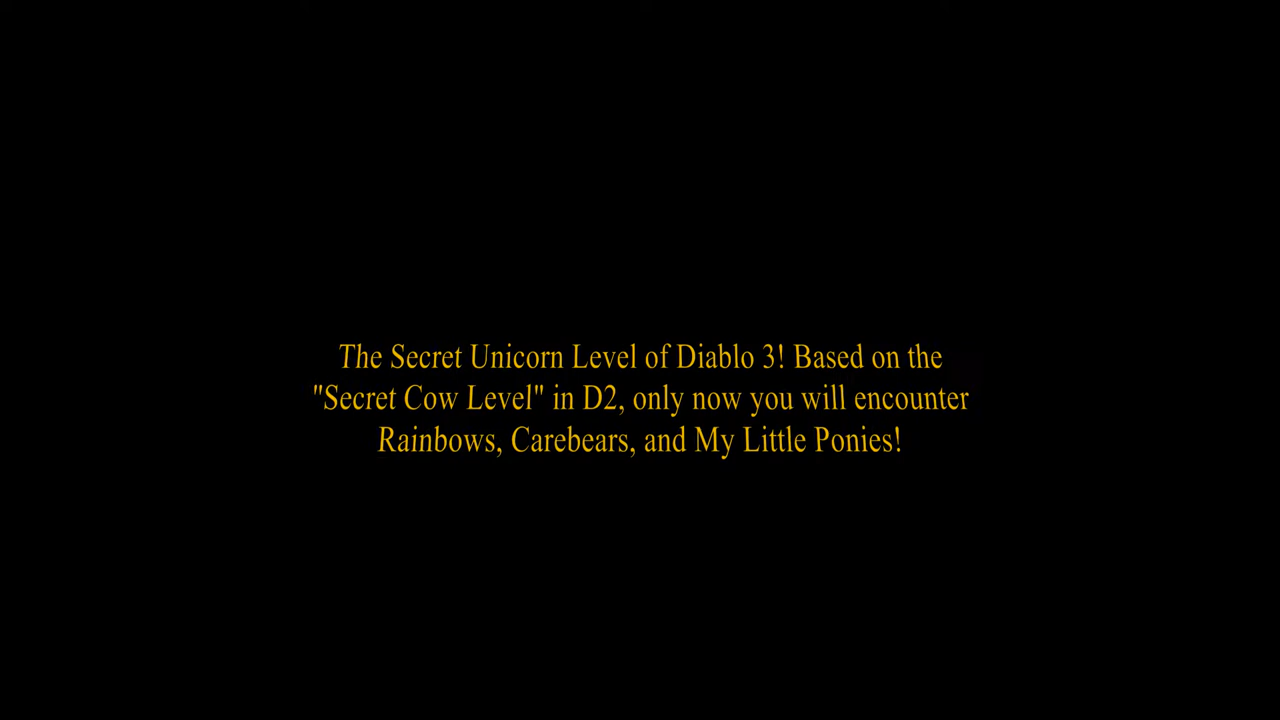 The Secret Unicorn Level of Diablo 3! Based on the
"Secret Cow Level" in D2, only now you will encounter
Rainbows, Carebears, and My Little Ponies!